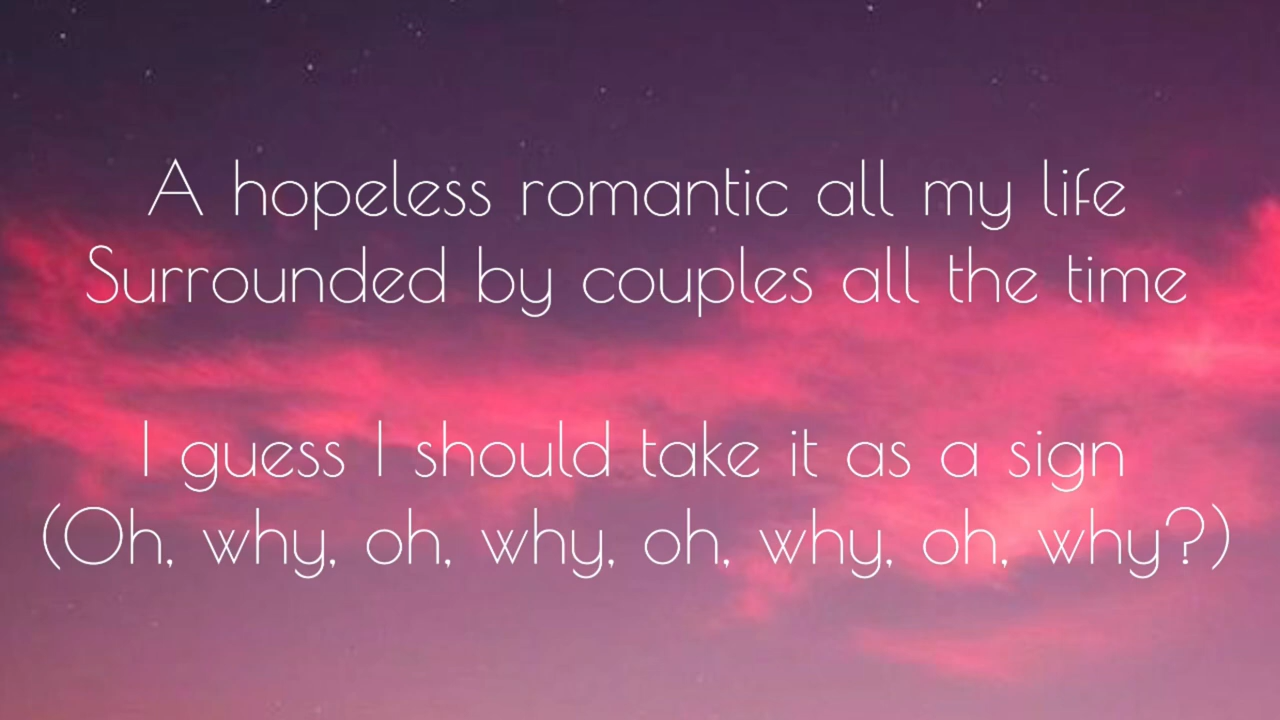 A hopeless romantic all my life
Surrounded by couples all the time
I guess I should take it as a sign
(Oh, why, oh, why, oh, why, oh, why?)